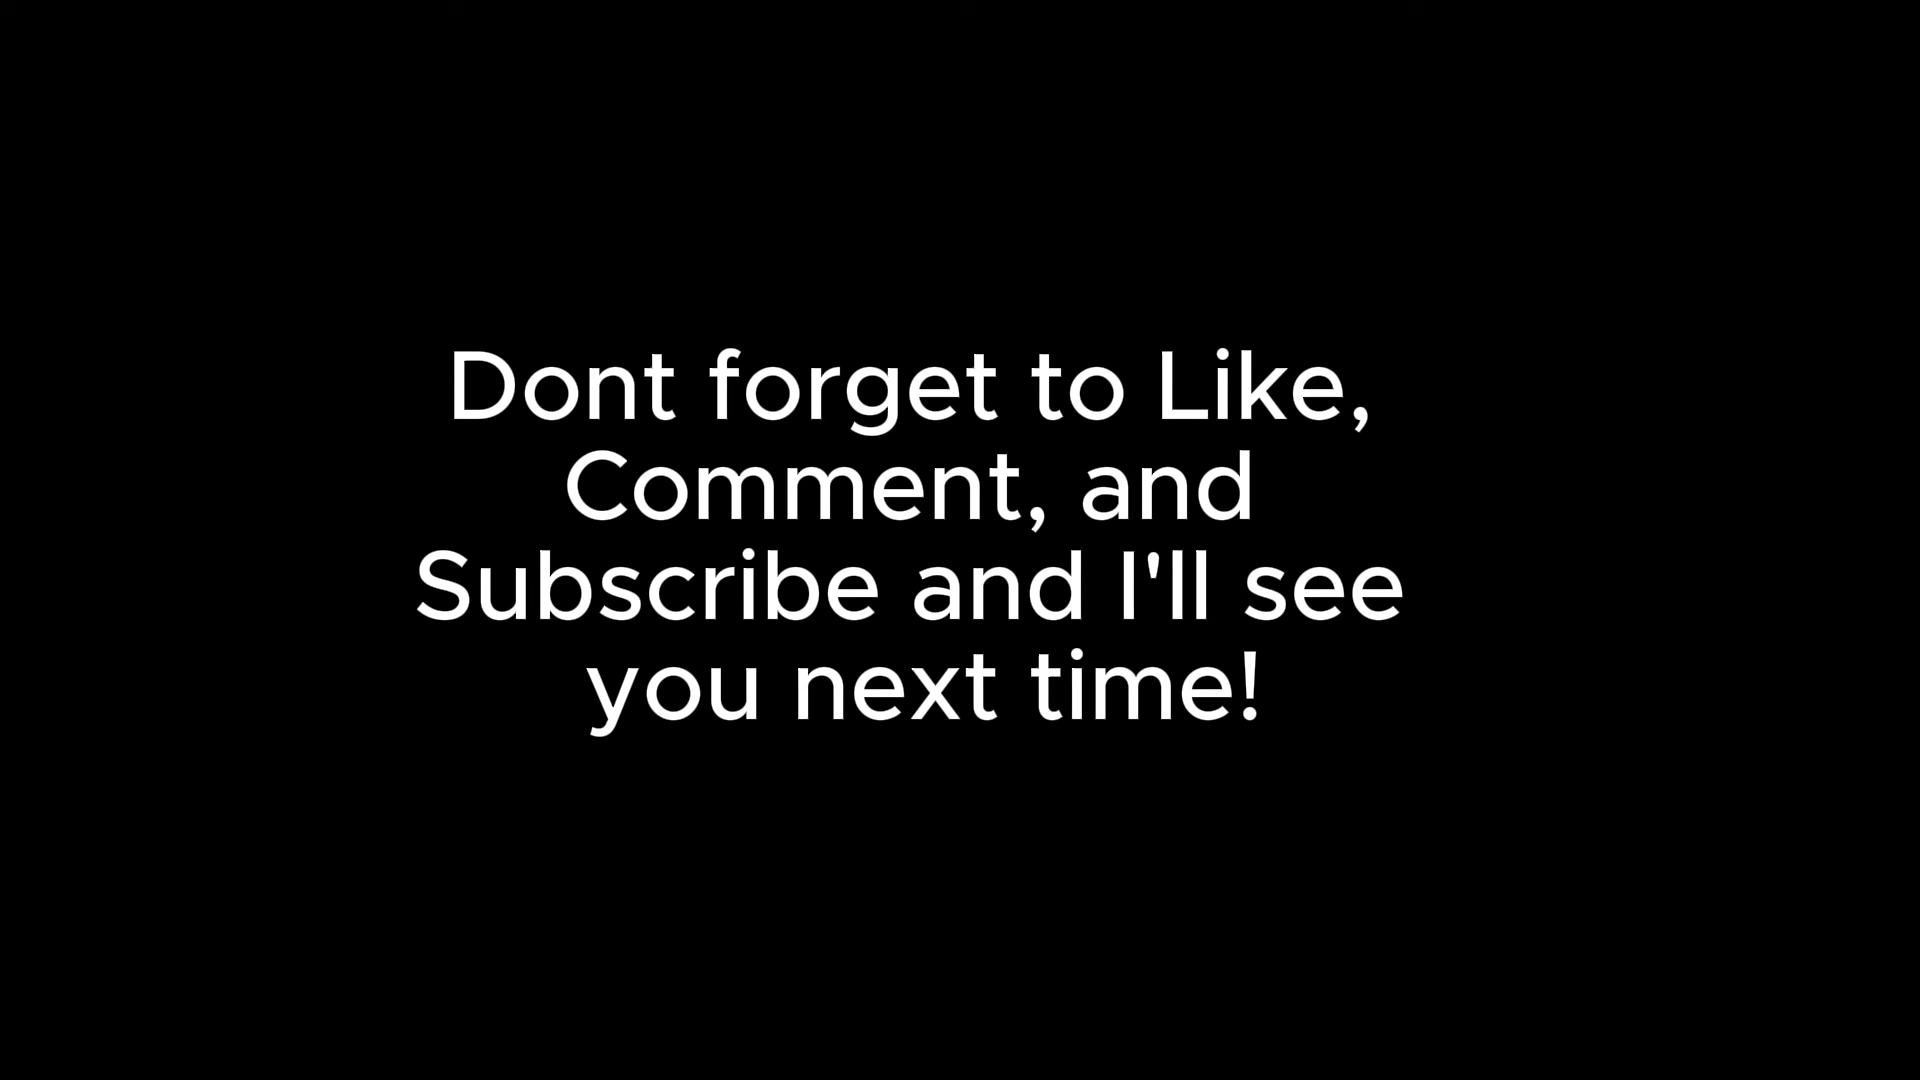 Dont forget to Like,
Comment, and
Subscribe and I'll see
you next time!